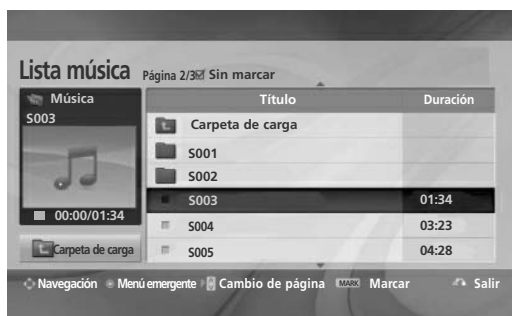 Lista música Página 2/3 Sin marcar
Música
S003
00:00/01:34
Carpeta de carga
Título Duración
Carpeta de carga
S001
S002
S003 01:34
S004 03:23
S005 04:28
Navegación Menú emergente P Cambio de página MARK Marcar Salir